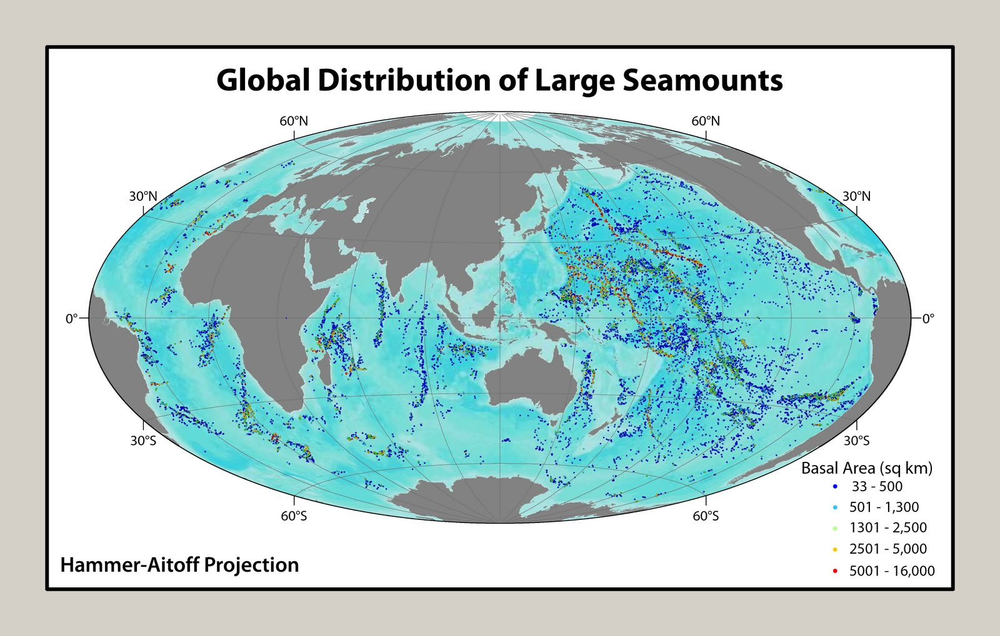 Global Distribution of Large Seamounts
60°N
60°N
30°N
30°N
0°
0°
30°S
30°S
60°S
60°S
Basal Area (sq km)
33 - 500
501 - 1,300
1301 - 2,500
2501 - 5,000
5001 - 16,000
Hammer-Aitoff Projection